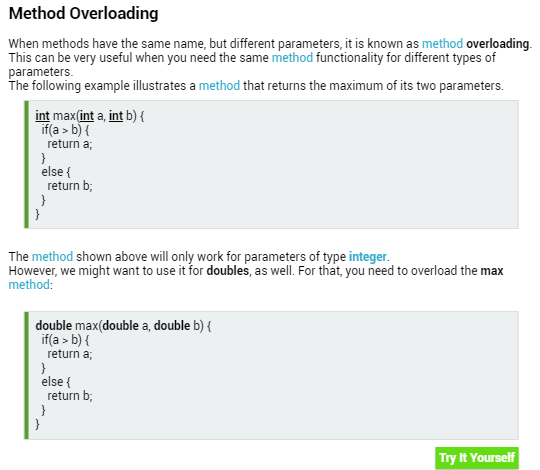 Method Overloading
When methods have the same name, but different parameters, it is known as method overloading.
This can be very useful when you need the same method functionality for different types of
parameters.
The following example illustrates a method that returns the maximum of its two parameters.
int max(int a, int b) {
if(a > b) {
return a;
}
else {
return b;
}
}
The method shown above will only work for parameters of type integer.
However, we might want to use it for doubles, as well. For that, you need to overload the max
method:
double max(double a, double b) {
if(a > b) {
return a;
}
else {
return b;
}
}
Try It Yourself